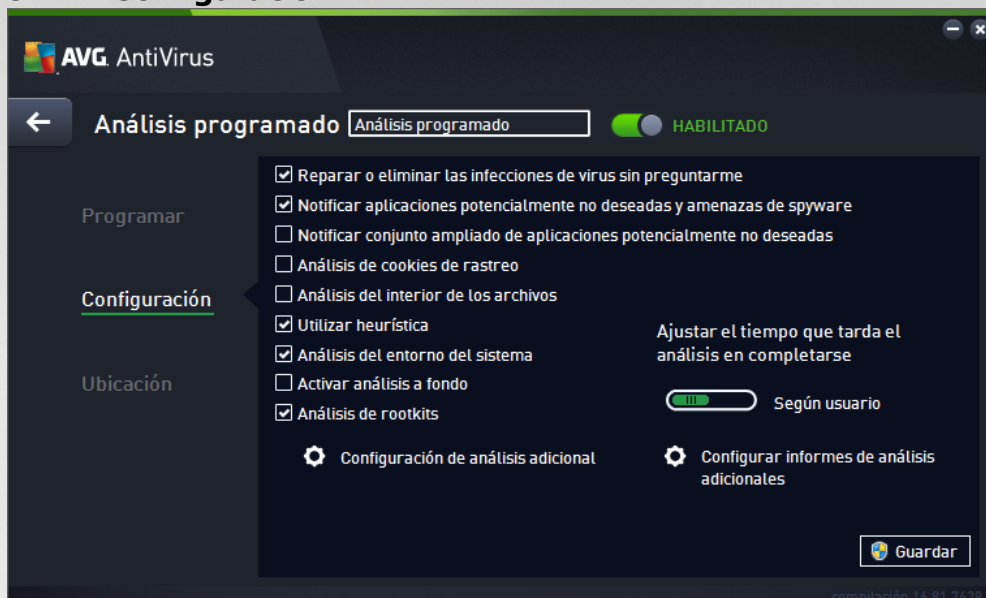 AVG. AntiVirus
Análisis programado Análisis programado HABILITADO
Programar
Configuración
Ubicación
Reparar o eliminar las infecciones de virus sin preguntarme
Notificar aplicaciones potencialmente no deseadas y amenazas de spyware
Notificar conjunto ampliado de aplicaciones potencialmente no deseadas
Análisis de cookies de rastreo
Análisis del interior de los archivos
Utilizar heurística
Análisis del entorno del sistema
Activar análisis a fondo
Análisis de rootkits
Ajustar el tiempo que tarda el
análisis en completarse
Según usuario
Configuración de análisis adicional
Configurar informes de análisis
adicionales
Guardar
compilación 16.81.7639